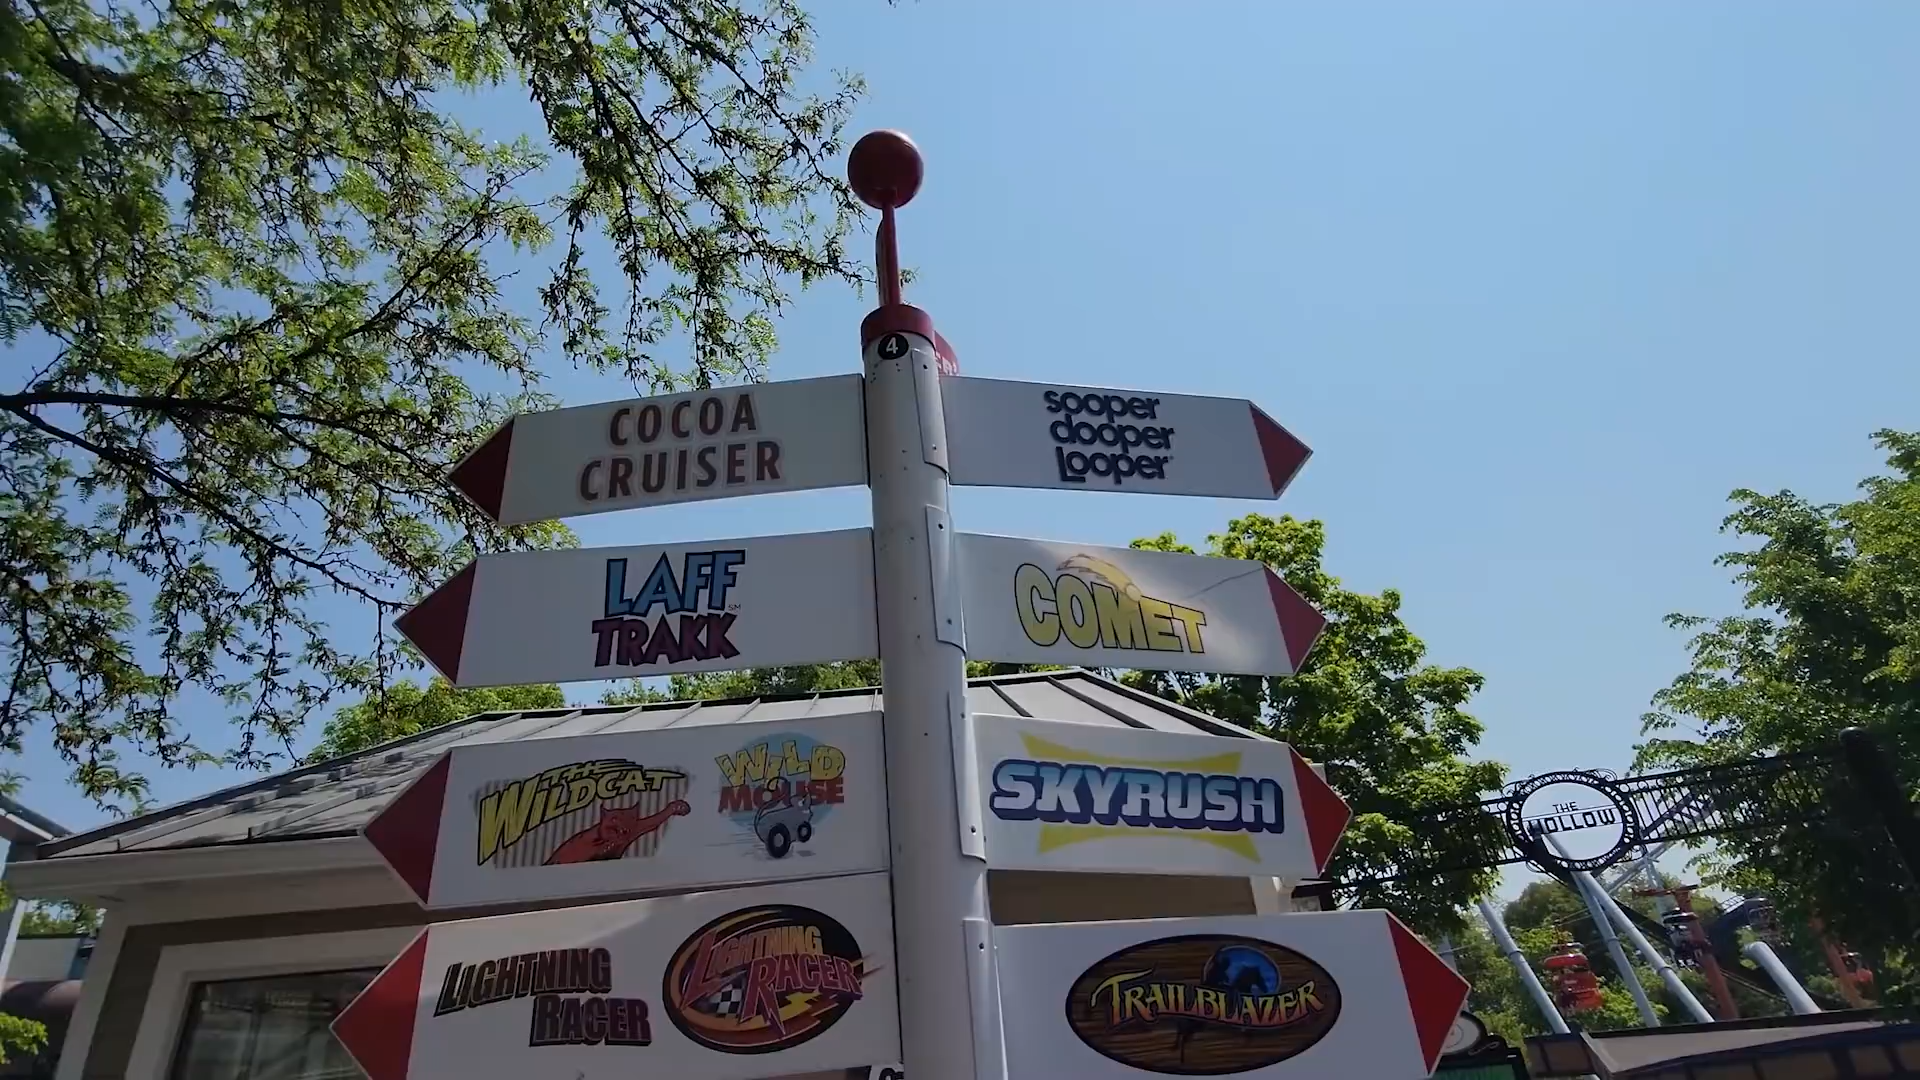 4
COCOA
CRUISER
sooper
dooper
Looper
LAFF
TRAKK
SM
COMET
THE
WILDCAT
WILD
MOUSE
SKYRUSH
THE
HOLLOW
LIGHTNING
RACER
LIGHTNING
RACER
TRAILBLAZER